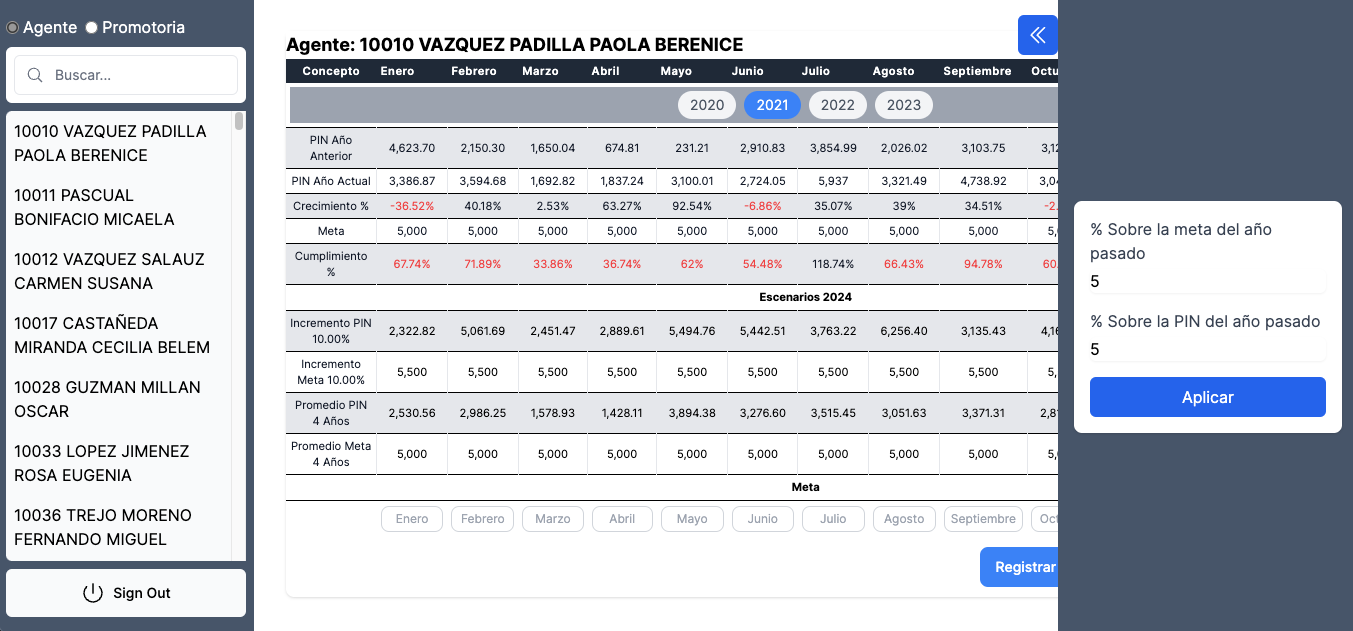 Agente Promotoria
Buscar...
10010 VAZQUEZ PADILLA
PAOLA BERENICE
10011 PASCUAL
BONIFACIO MICAELA
10012 VAZQUEZ SALAUZ
CARMEN SUSANA
10017 CASTAÑEDA
MIRANDA CECILIA BELEM
10028 GUZMAN MILLAN
OSCAR
10033 LOPEZ JIMENEZ
ROSA EUGENIA
10036 TREJO MORENO
FERNANDO MIGUEL
Sign Out
Agente: 10010 VAZQUEZ PADILLA PAOLA BERENICE
Concepto Enero Febrero Marzo Abril Mayo Junio Julio Agosto Septiembre Octu
2020 2021 2022 2023
PIN Año
Anterior 4,623.70 2,150.30 1,650.04 674.81 231.21 2,910.83 3,854.99 2,026.02 3,103.75 3,12
PIN Año Actual 3,386.87 3,594.68 1,692.82 1,837.24 3,100.01 2,724.05 5,937 3,321.49 4,738.92 3,04
Crecimiento % -36.52% 40.18% 2.53% 63.27% 92.54% -6.86% 35.07% 39% 34.51% -2.
Meta 5,000 5,000 5,000 5,000 5,000 5,000 5,000 5,000 5,000 5,
Cumplimiento
% 67.74% 71.89% 33.86% 36.74% 62% 54.48% 118.74% 66.43% 94.78% 60.
Escenarios 2024
Incremento PIN
10.00% 2,322.82 5,061.69 2,451.47 2,889.61 5,494.76 5,442.51 3,763.22 6,256.40 3,135.43 4,16
Incremento
Meta 10.00% 5,500 5,500 5,500 5,500 5,500 5,500 5,500 5,500 5,500 5,
Promedio PIN
4 Años 2,530.56 2,986.25 1,578.93 1,428.11 3,894.38 3,276.60 3,515.45 3,051.63 3,371.31 2,81
Promedio Meta
4 Años 5,000 5,000 5,000 5,000 5,000 5,000 5,000 5,000 5,000 5,
Meta
Enero Febrero Marzo Abril Mayo Junio Julio Agosto Septiembre Oct
Registrar
% Sobre la meta del año
pasado
5
% Sobre la PIN del año pasado
5
Aplicar